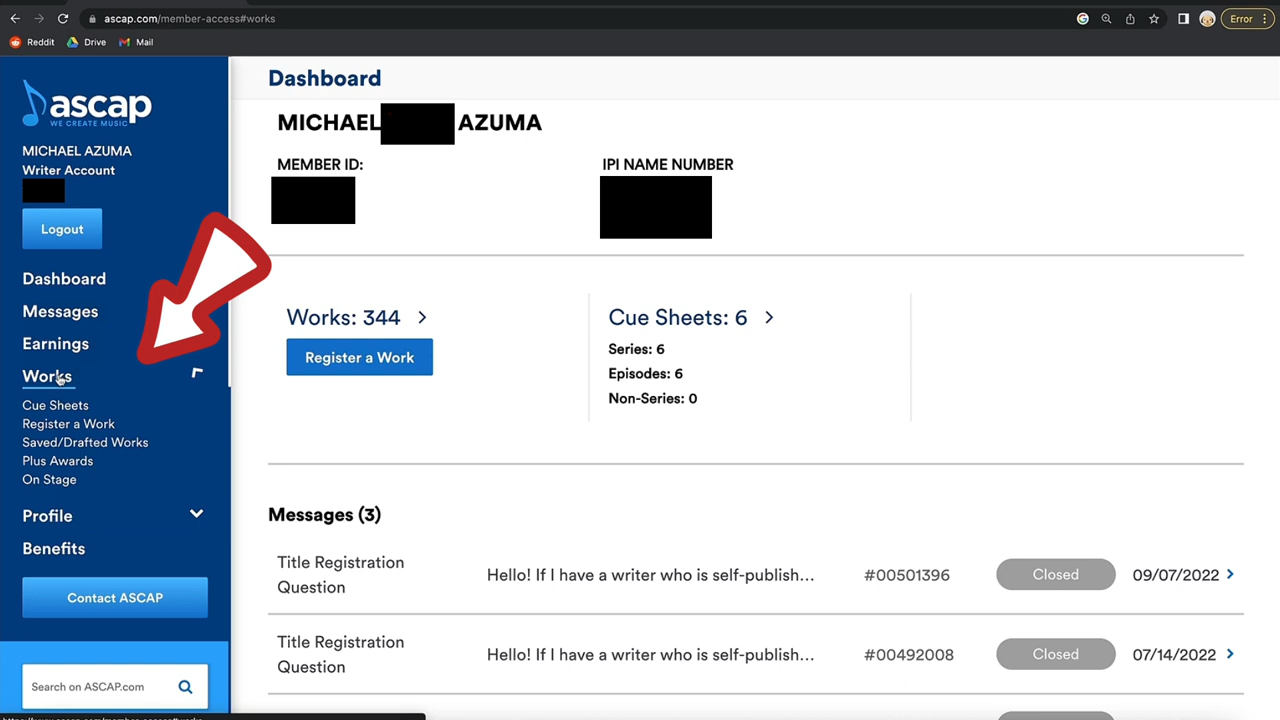 ascap.com/member-access#works
Error
Reddit
Drive
Mail
ascap
WE CREATE MUSIC
MICHAEL AZUMA
Writer Account
Logout
Dashboard
Messages
Earnings
Works
Cue Sheets
Register a Work
Saved/Drafted Works
Plus Awards
On Stage
Profile
Benefits
Contact ASCAP
Search on ASCAP.com
Dashboard
MICHAEL AZUMA
MEMBER ID:
IPI NAME NUMBER
Works: 344
Register a Work
Cue Sheets: 6
Series: 6
Episodes: 6
Non-Series: 0
Messages (3)
Title Registration
Question
Hello! If I have a writer who is self-publish...
#00501396
Closed
09/07/2022
Title Registration
Question
Hello! If I have a writer who is self-publish...
#00492008
Closed
07/14/2022